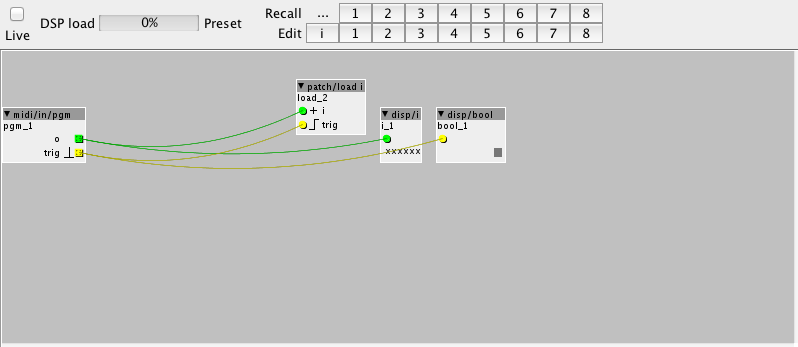 Live
DSP load 0% Preset
Recall ... 1 2 3 4 5 6 7 8
Edit i 1 2 3 4 5 6 7 8
▼ midi/in/pgm
pgm_1
o
trig
▼ patch/load i
load_2
+ i
trig
▼ disp/i
i_1
xxxxxx
▼ disp/bool
bool_1